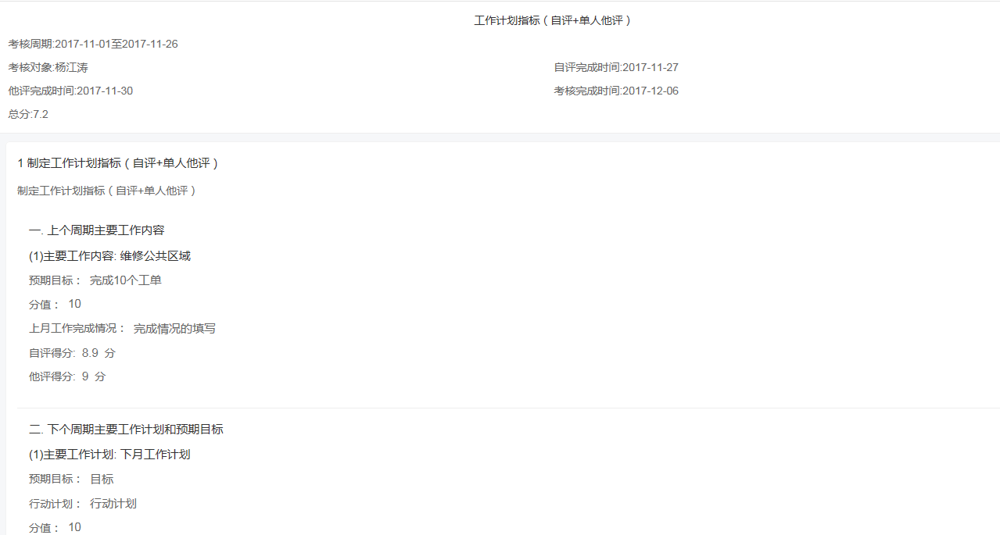 工作计划指标（自评+单人他评）
考核周期:2017-11-01至2017-11-26
考核对象:杨江涛 自评完成时间:2017-11-27
他评完成时间:2017-11-30 考核完成时间:2017-12-06
总分:7.2
1 制定工作计划指标（自评+单人他评）
制定工作计划指标（自评+单人他评）
一. 上个周期主要工作内容
(1)主要工作内容: 维修公共区域
预期目标： 完成10个工单
分值： 10
上月工作完成情况： 完成情况的填写
自评得分: 8.9 分
他评得分: 9 分
二. 下个周期主要工作计划和预期目标
(1)主要工作计划: 下月工作计划
预期目标： 目标
行动计划： 行动计划
分值： 10